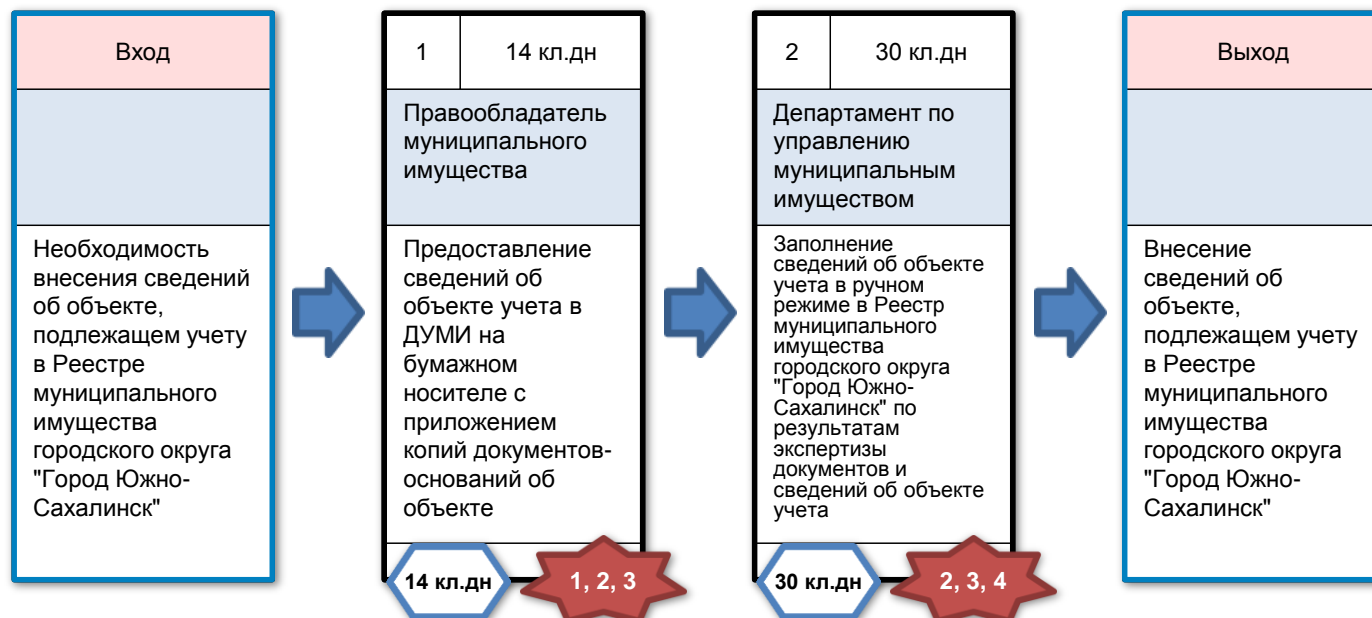 Вход
Необходимость
внесения сведений
об объекте,
подлежащем учету
в Реестре
муниципального
имущества
городского округа
"Город Южно-
Сахалинск"
1
14 кл.дн
Правообладатель
муниципального
имущества
Предоставление
сведений об
объекте учета в
ДУМИ на
бумажном
носителе с
приложением
копий документов-
оснований об
объекте
14 кл.дн
1, 2, 3
2
30 кл.дн
Департамент по
управлению
муниципальным
имуществом
Заполнение
сведений об объекте
учета в ручном
режиме в Реестр
муниципального
имущества
городского округа
"Город Южно-
Сахалинск" по
результатам
экспертизы
документов и
сведений об объекте
учета
30 кл.дн
2, 3, 4
Выход
Внесение
сведений об
объекте,
подлежащем учету
в Реестре
муниципального
имущества
городского округа
"Город Южно-
Сахалинск"